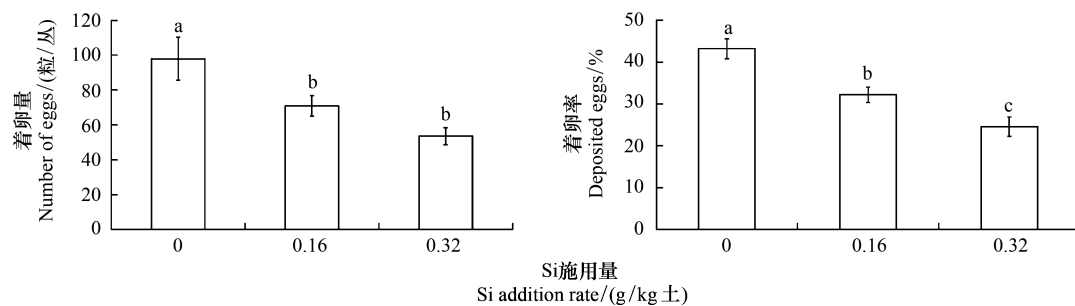 着卵量
Number of eggs/(粒/丛)
120
100
80
60
40
20
0
a
b
b
0
0.16
0.32
着卵率
Deposited eggs/%
50
40
30
20
10
0
a
b
c
0
0.16
0.32
Si施用量
Si addition rate/(g/kg土)